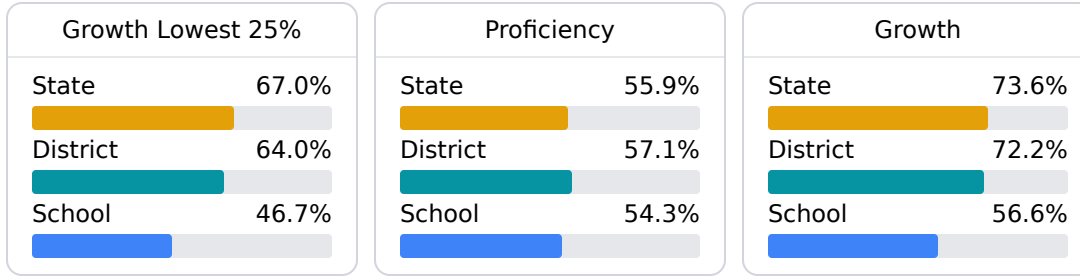 Growth Lowest 25%
State 67.0%
District 64.0%
School 46.7%
Proficiency
State 55.9%
District 57.1%
School 54.3%
Growth
State 73.6%
District 72.2%
School 56.6%